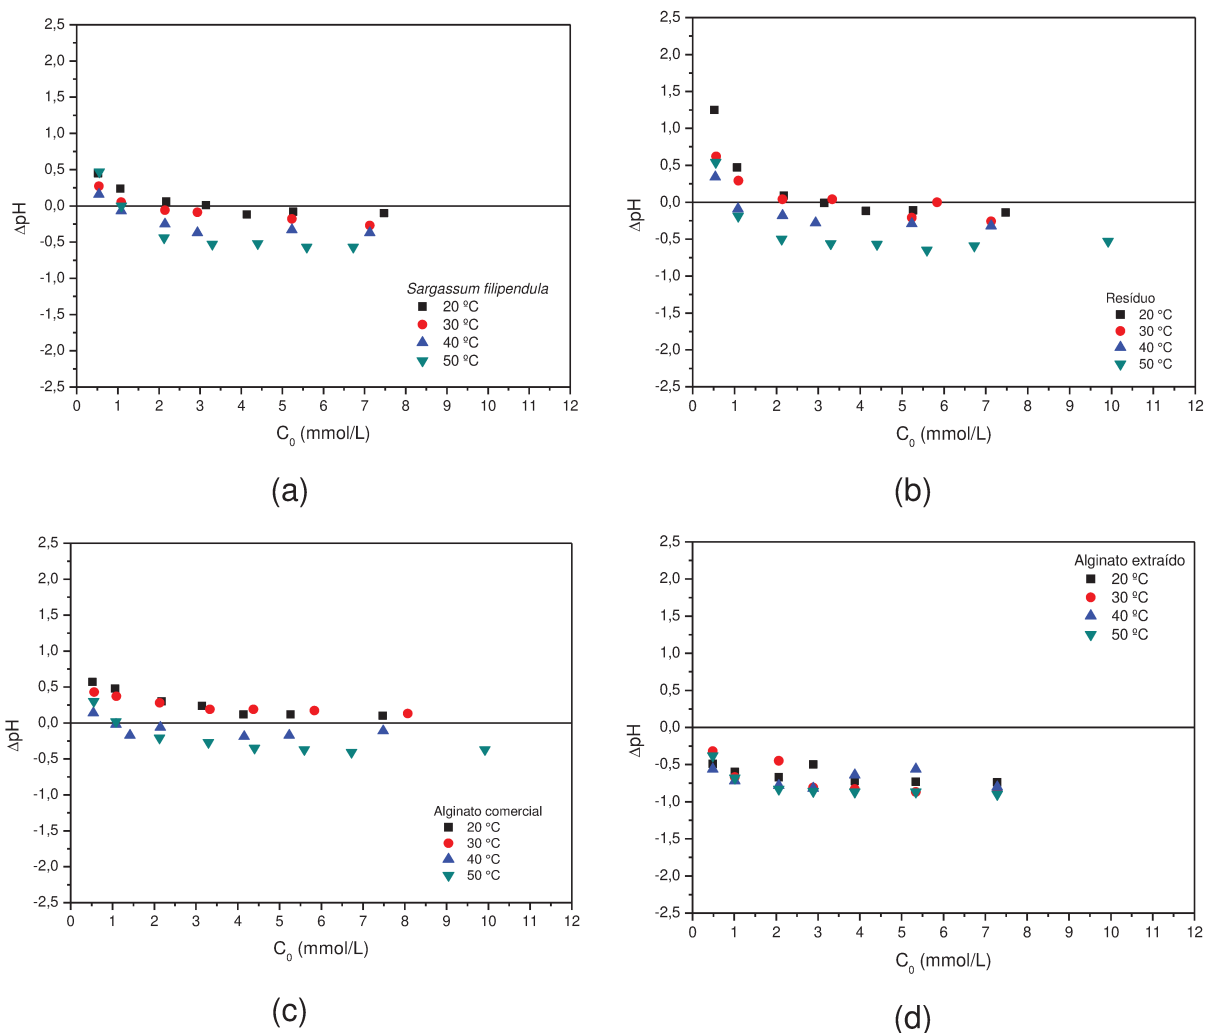 2,5
2,0
1,5
1,0
0,5
0,0
-0,5
-1,0
-1,5
-2,0
-2,5
ΔpH
Sargassum filipendula
20 ºC
30 ºC
40 ºC
50 ºC
0 1 2 3 4 5 6 7 8 9 10 11 12
C0 (mmol/L)
(a)
2,5
2,0
1,5
1,0
0,5
0,0
-0,5
-1,0
-1,5
-2,0
-2,5
ΔpH
Resíduo
20 °C
30 °C
40 °C
50 °C
0 1 2 3 4 5 6 7 8 9 10 11 12
C0 (mmol/L)
(b)
2,5
2,0
1,5
1,0
0,5
0,0
-0,5
-1,0
-1,5
-2,0
-2,5
ΔpH
Alginato comercial
20 °C
30 °C
40 °C
50 °C
0 1 2 3 4 5 6 7 8 9 10 11 12
C0 (mmol/L)
(c)
2,5
2,0
1,5
1,0
0,5
0,0
-0,5
-1,0
-1,5
-2,0
-2,5
ΔpH
Alginato extraído
20 ºC
30 ºC
40 ºC
50 ºC
0 1 2 3 4 5 6 7 8 9 10 11 12
C0 (mmol/L)
(d)